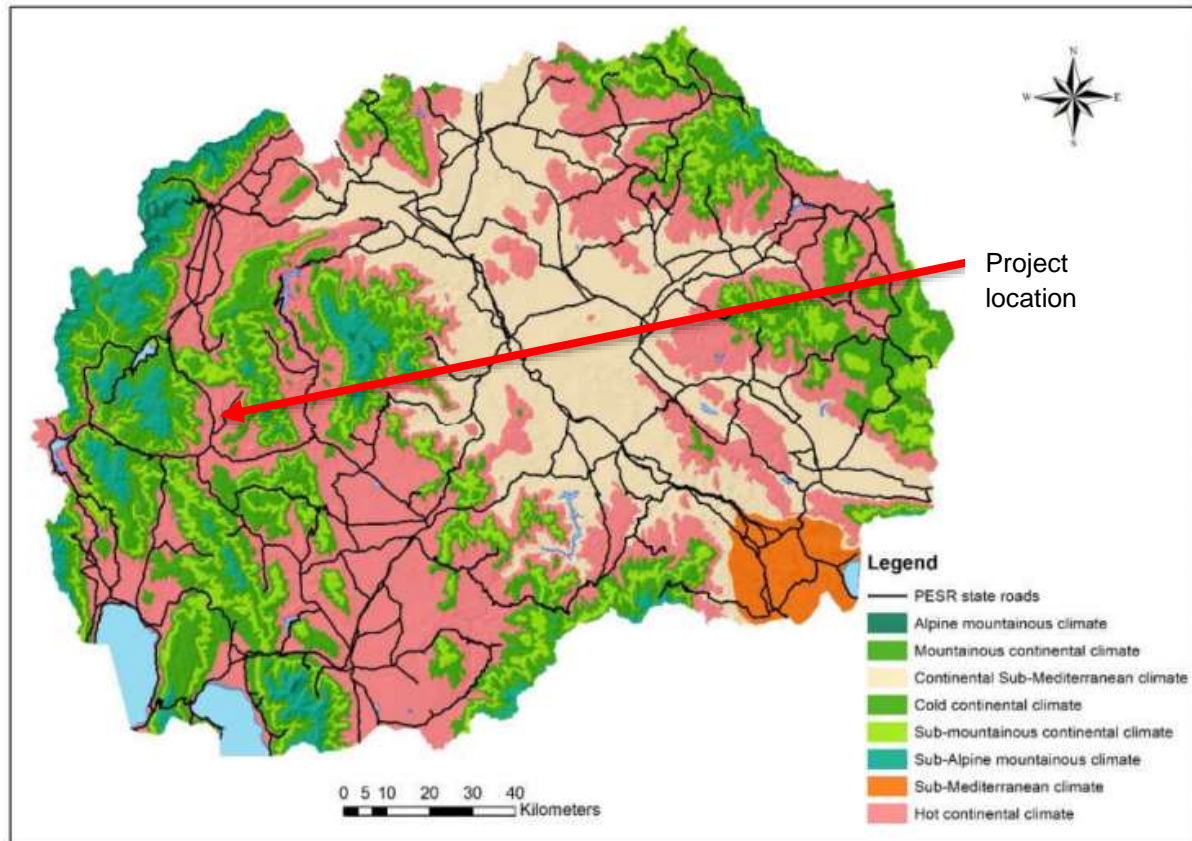 N
W E
S
Project
location
Legend
PESR state roads
Alpine mountainous climate
Mountainous continental climate
Continental Sub-Mediterranean climate
Cold continental climate
Sub-mountainous continental climate
Sub-Alpine mountainous climate
Sub-Mediterranean climate
Hot continental climate
0 5 10 20 30 40
Kilometers